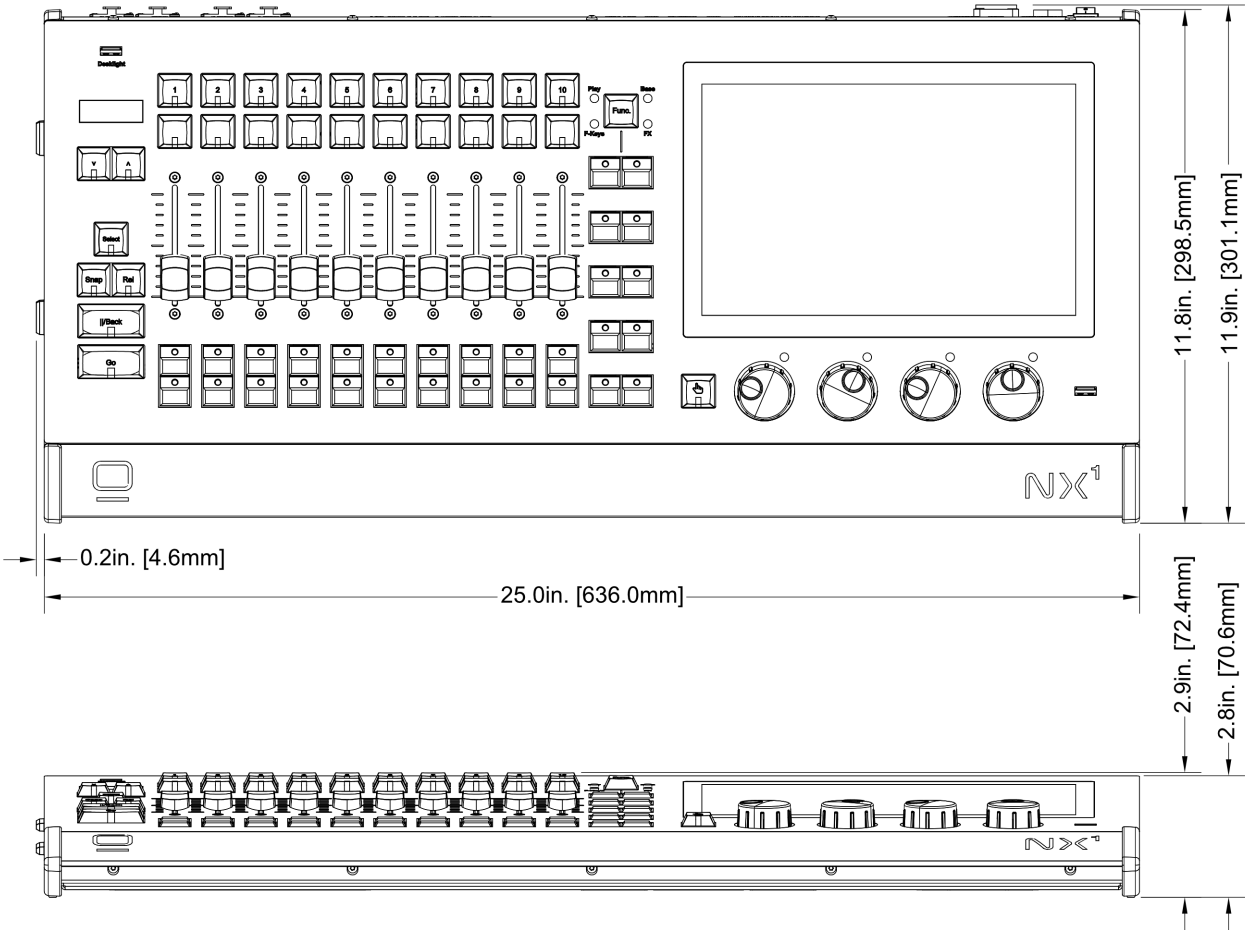 Desklight
1 2 3 4 5 6 7 8 9 10
Play
Base
Func.
F-Keys
FX
v
ʌ
Select
Snap
Rel
||/Back
Go
NX¹
11.8in. [298.5mm]
11.9in. [301.1mm]
0.2in. [4.6mm]
25.0in. [636.0mm]
2.9in. [72.4mm]
2.8in. [70.6mm]
NX¹